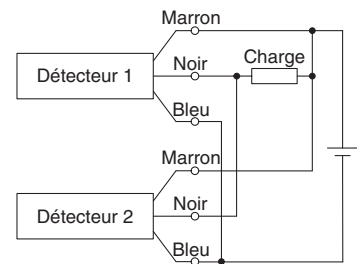 Marron
Noir
Charge
Détecteur 1
Bleu
Marron
Noir
Détecteur 2
Bleu